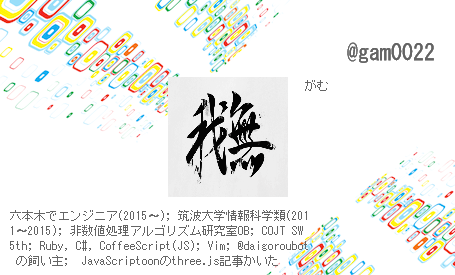 @gam0022
がむ
我無
六本木でエンジニア(2015～); 筑波大学情報科学類(201
1～2015); 非数値処理アルゴリズム研究室OB; COJT SW
5th; Ruby, C#, CoffeeScript(JS); Vim; @daigoroubot
の飼い主;　JavaScriptoonのthree.js記事かいた